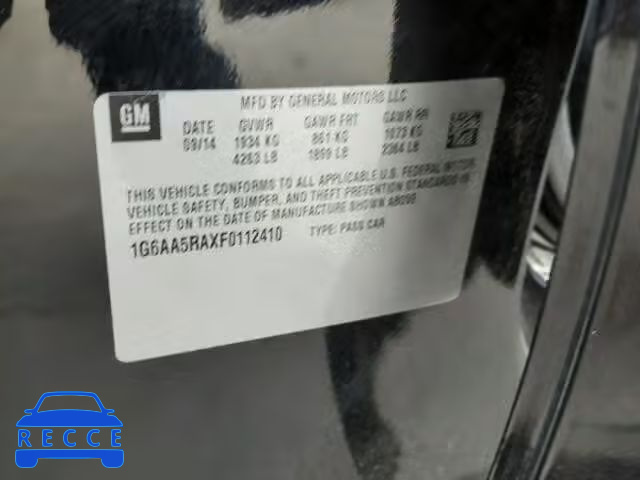 GM
MFD BY GENERAL MOTORS LLC
DATE GVWR GAWR FRT GAWR RR
09/14 1934 KG 861 KG 1073 KG
4263 LB 1899 LB 2364 LB
THIS VEHICLE CONFORMS TO ALL APPLICABLE U.S. FEDERAL MOTOR
VEHICLE SAFETY, BUMPER, AND THEFT PREVENTION STANDARDS IN
EFFECT ON THE DATE OF MANUFACTURE SHOWN ABOVE.
1G6AA5RAXF0112410 TYPE: PASS CAR
RECCE